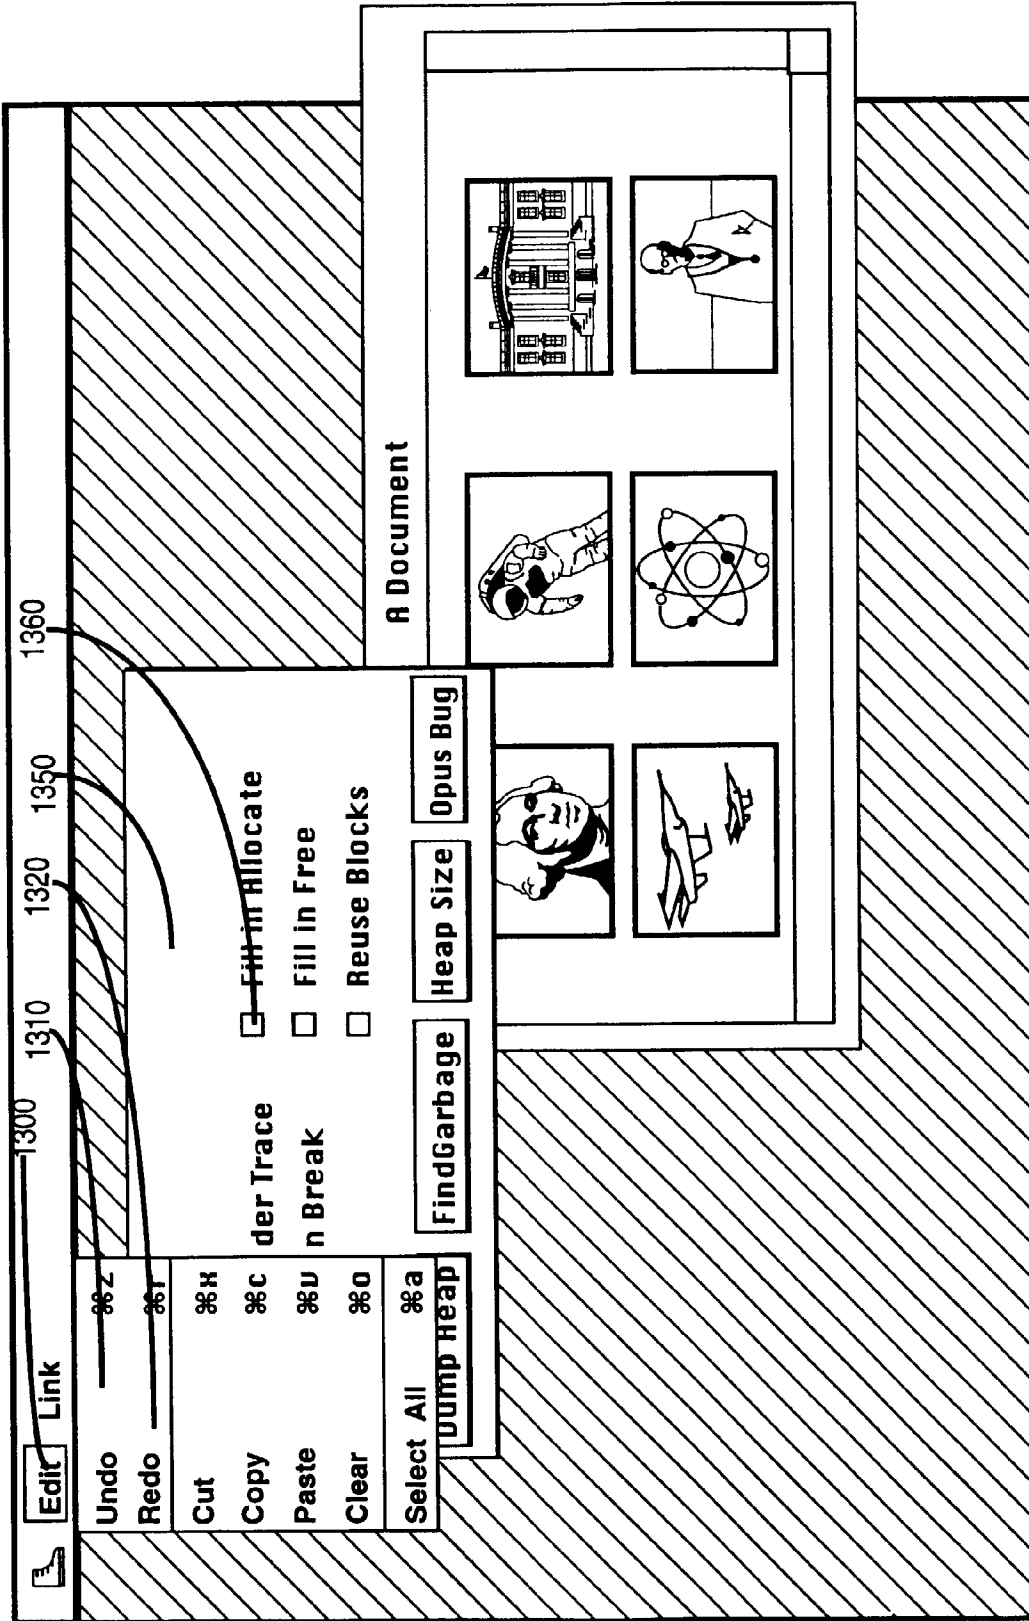 1300 1310 1320 1350 1360
Edit Link
Undo ⌘Z
Redo ⌘r
Cut ⌘X
Copy ⌘C
Paste ⌘V
Clear ⌘O
Select All ⌘a
der Trace
n Break
Fill in Allocate
Fill in Free
Reuse Blocks
Dump Heap
FindGarbage
Heap Size
Opus Bug
A Document